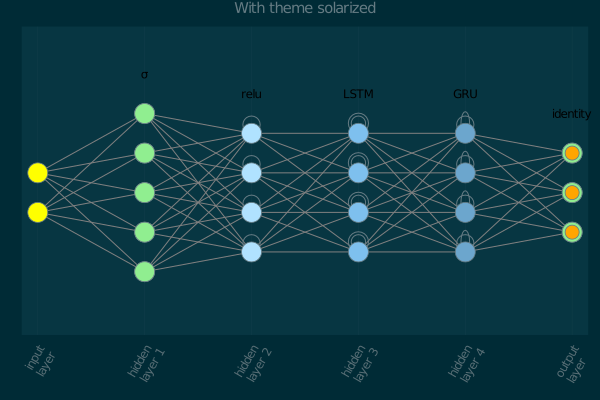 With theme solarized
σ
relu
LSTM
GRU
identity
input
layer
hidden
layer 1
hidden
layer 2
hidden
layer 3
hidden
layer 4
output
layer